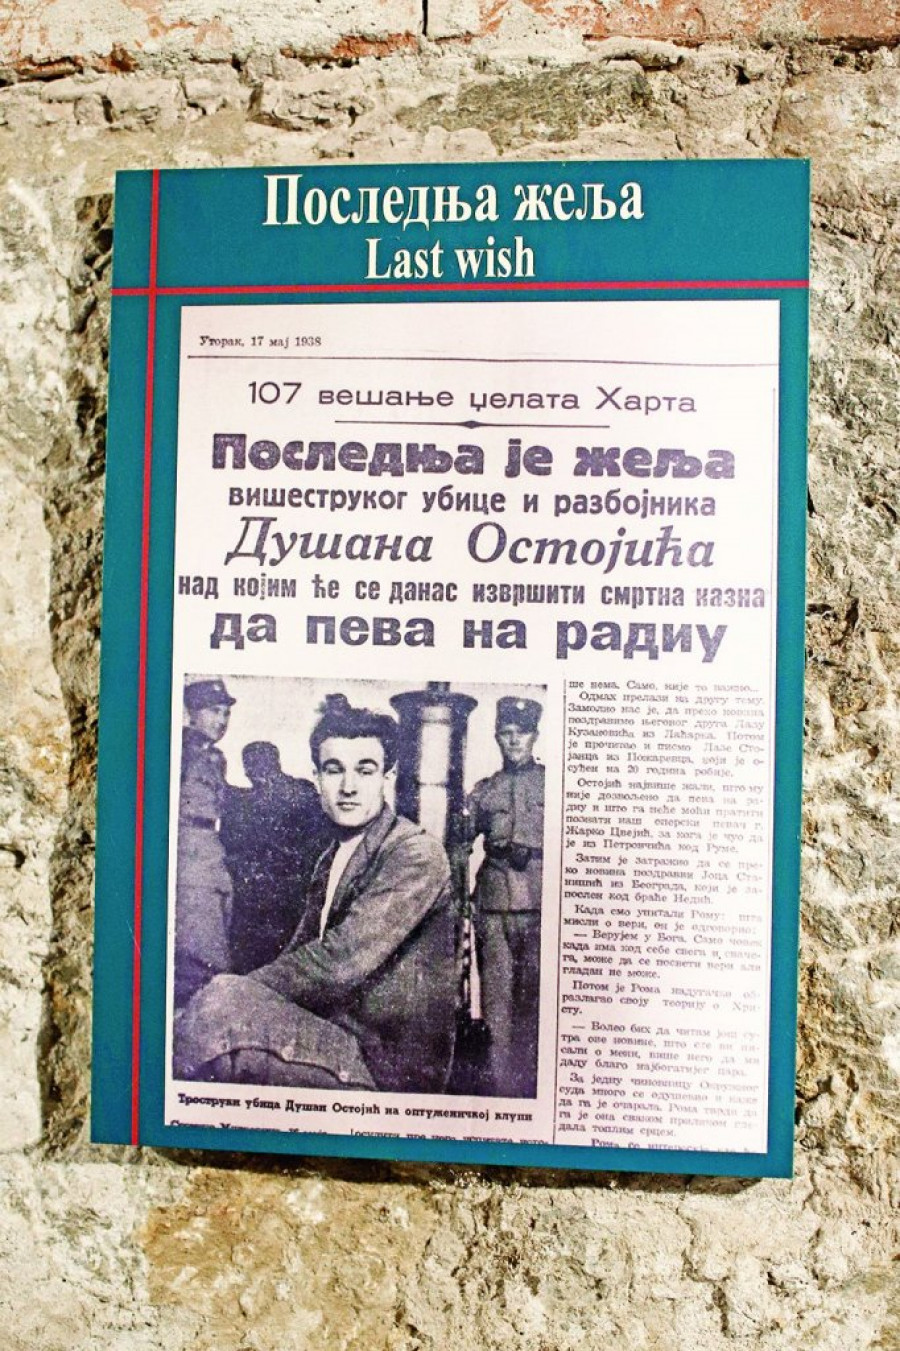 Последња жеља
Last wish
Уторак, 17 мај 1938
107 вешање џелата Харта
Последња је жеља
вишеструког убице и разбојника
Душана Остојића
над којим ће се данас извршити смртна казна
да пева на радиу
Троструки убица Душан Остојић на оптуженичкој клупи
ше нема. Само, није то важно...
Одмах прелази на другу тему.
Замолио нас је, да преко новина
поздравимо његовог друга Лазу
Кузмановића из Лаћарка. Потом
је прочитао и писмо Лазе Сто-
јанца из Пожаревца, који је о-
суђен на 20 година робије.
Остојић највише жали, што му
није дозвољено да пева на ра-
диу и што га неће моћи пратити
познати наш оперски певач г.
Жарко Цвејић, за кога је чуо да
је из Петровчића код Руме.
Затим је затражио да се пре-
ко новина поздрави Јоца Ста-
нишић из Београда, који је за-
послен код браће Недић.
Када смо упитали Рому: шта
мисли о вери, он је одговорио:
— Верујем у Бога. Само човек
када има код себе свега и, свачe-
га, може да се посвети вери али
гладан не може.
Потом је Рома надугачко об-
разлагао своју теорију о Хри-
сту.
— Волео бих да читам још су-
тра ове новине, што сте ви пи-
сали о мени, више него да ми
даду благо најбогатијег цара.
За једну чиновницу Окружног
суда много се одушевио и каже
да га је очарала. Рома тврди да
га је она сваком приликом гле-
дала топлим срцем.
Рома се